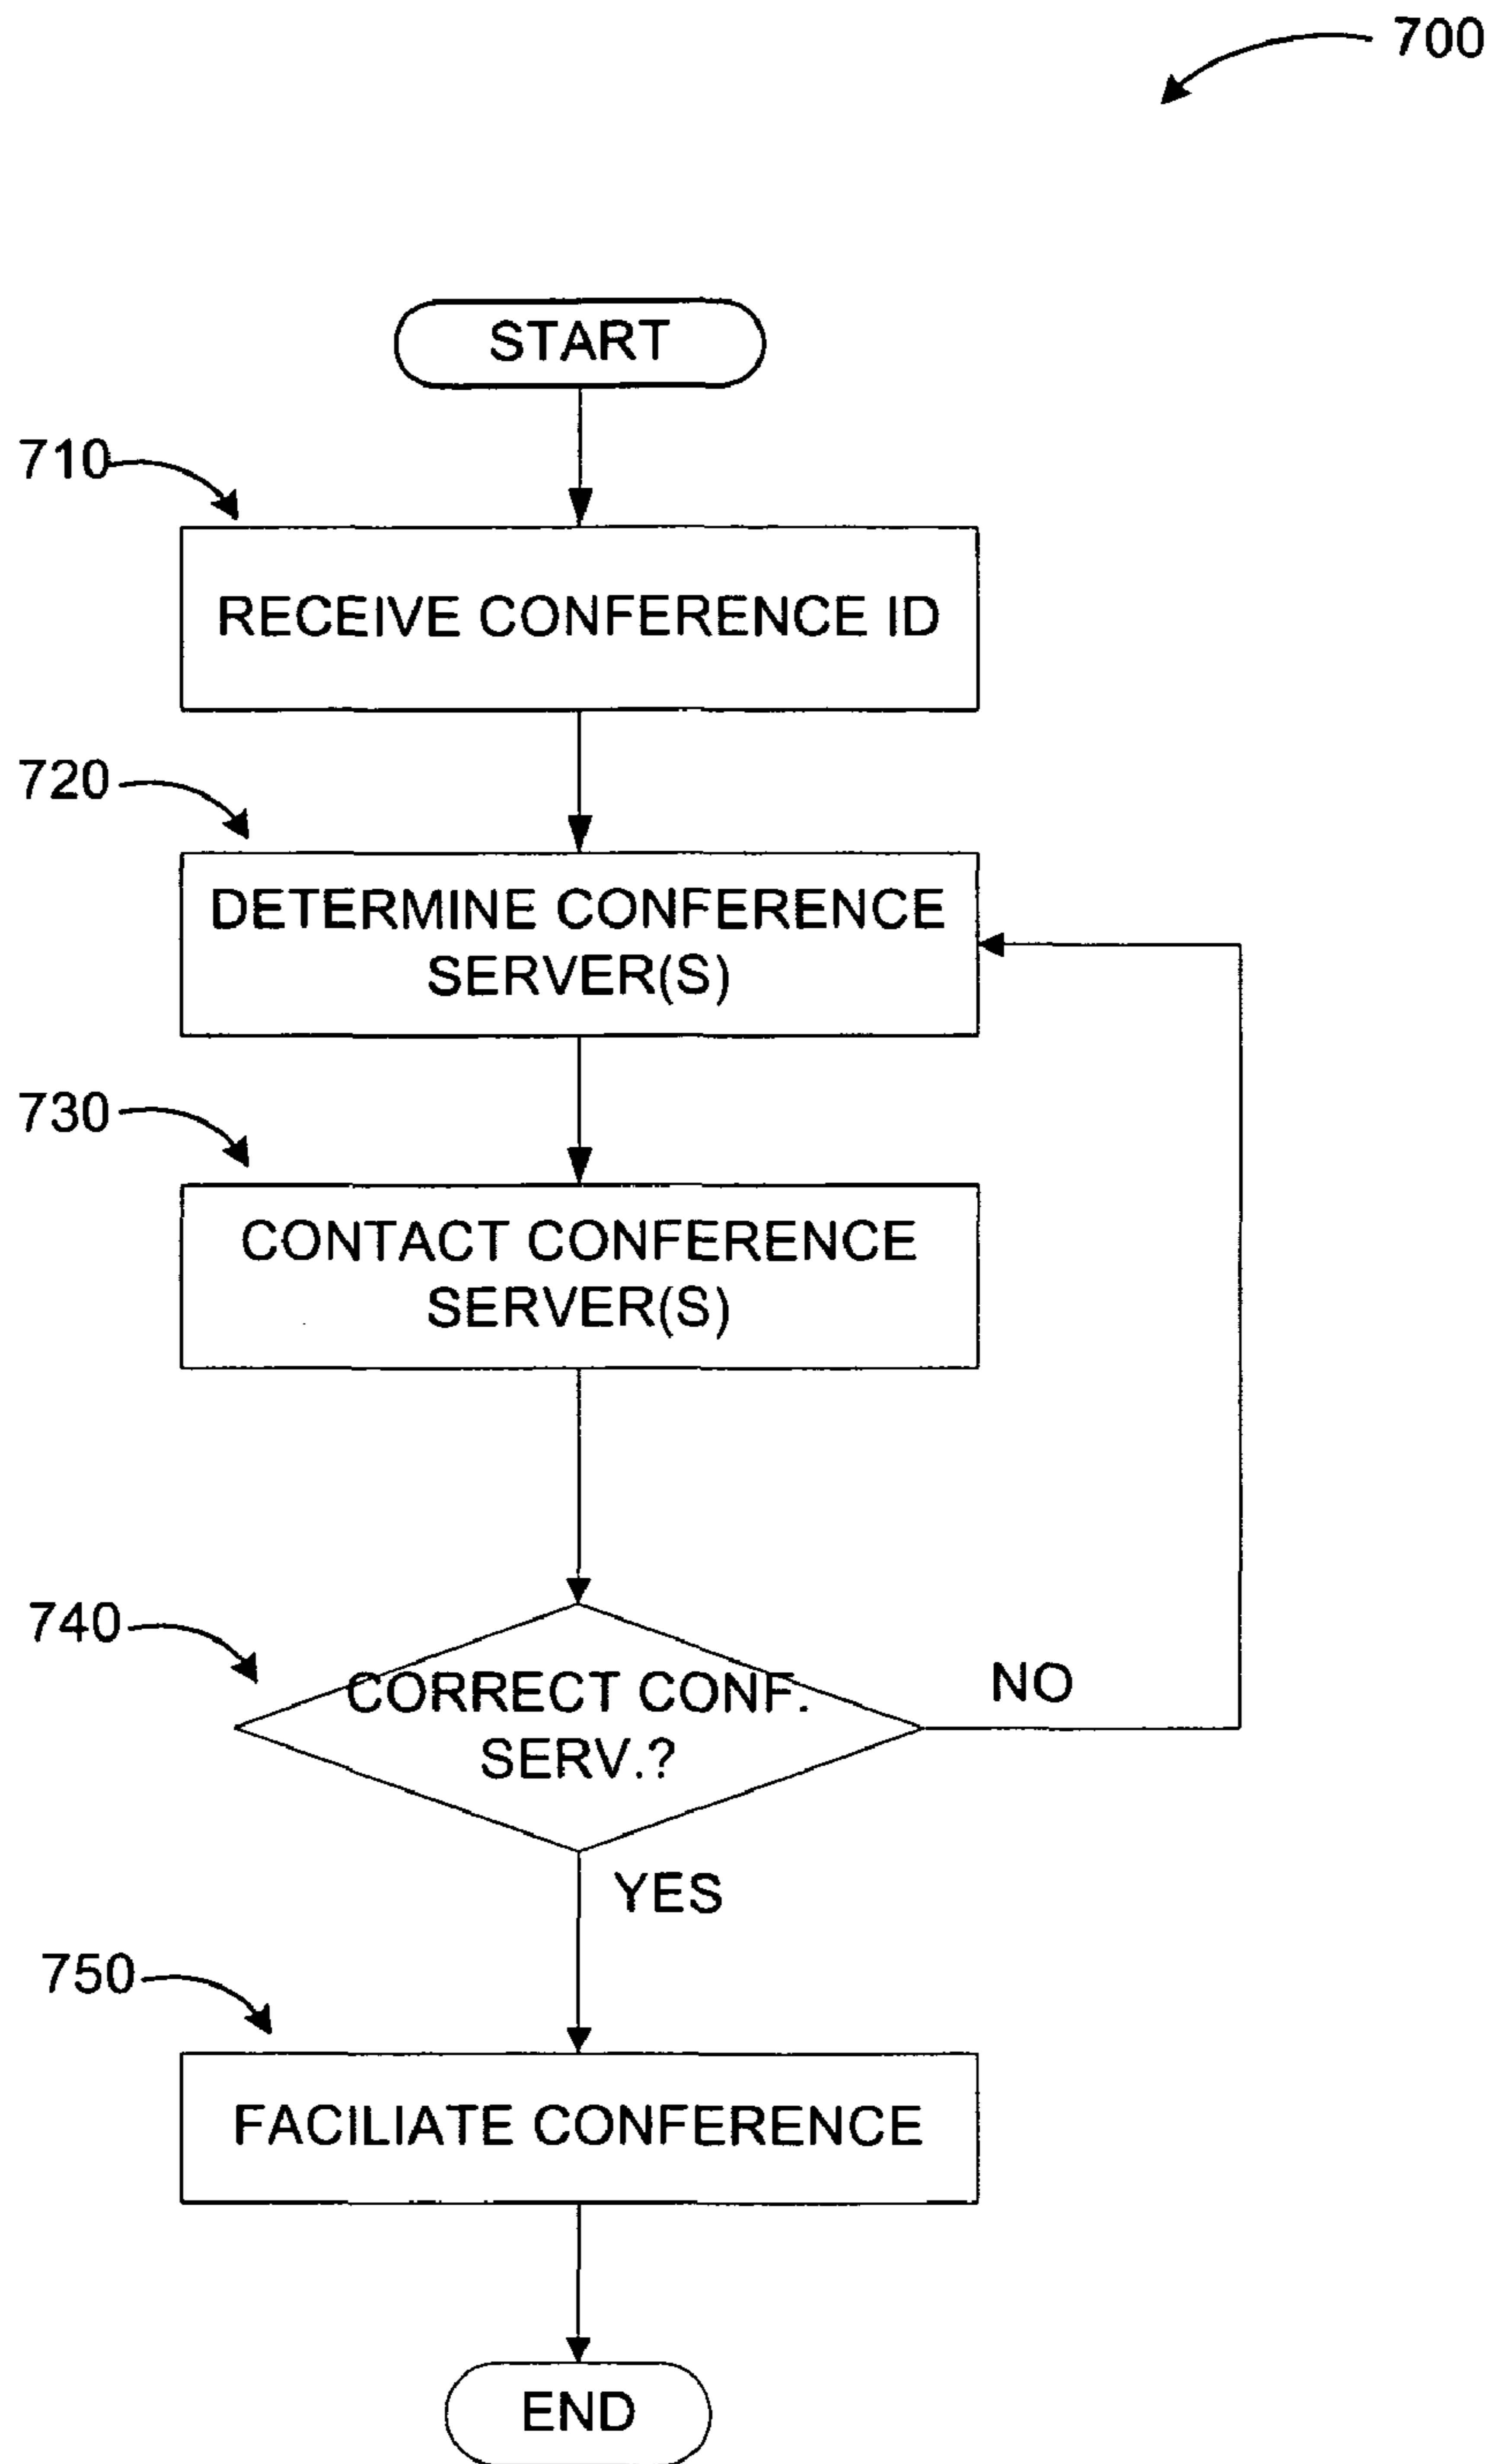 700
START
710
RECEIVE CONFERENCE ID
720
DETERMINE CONFERENCE
SERVER(S)
730
CONTACT CONFERENCE
SERVER(S)
740
CORRECT CONF.
SERV.?
NO
YES
750
FACILIATE CONFERENCE
END